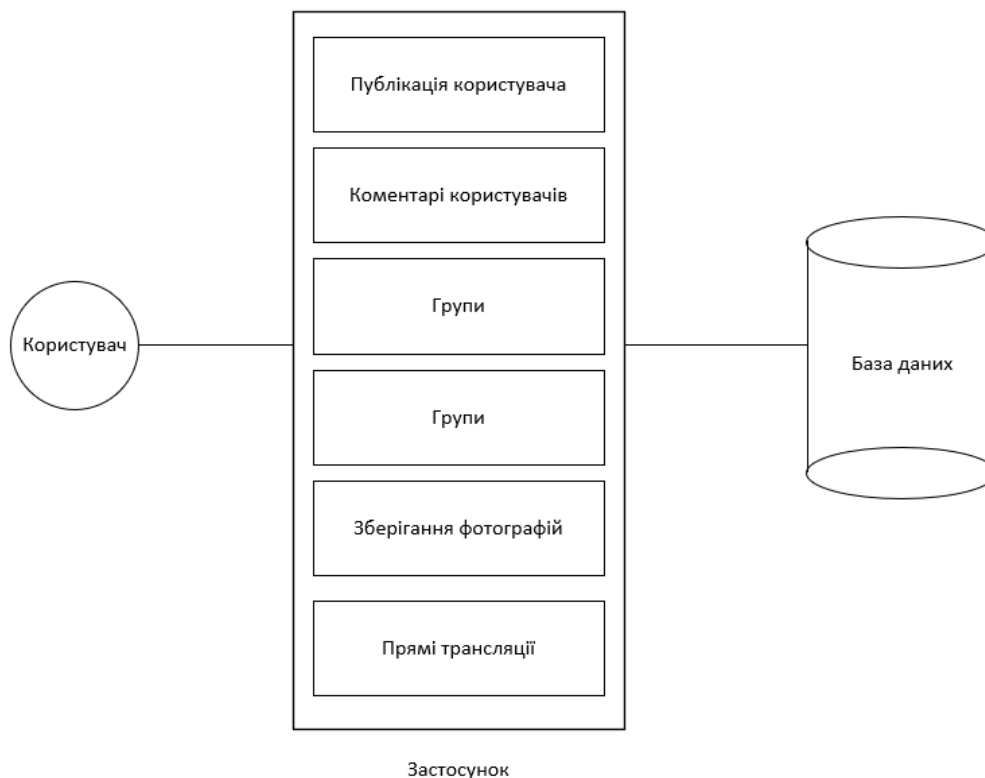 Публікація користувача
Коментарі користувачів
Групи
Користувач
База даних
Групи
Зберігання фотографій
Прямі трансляції
Застосунок